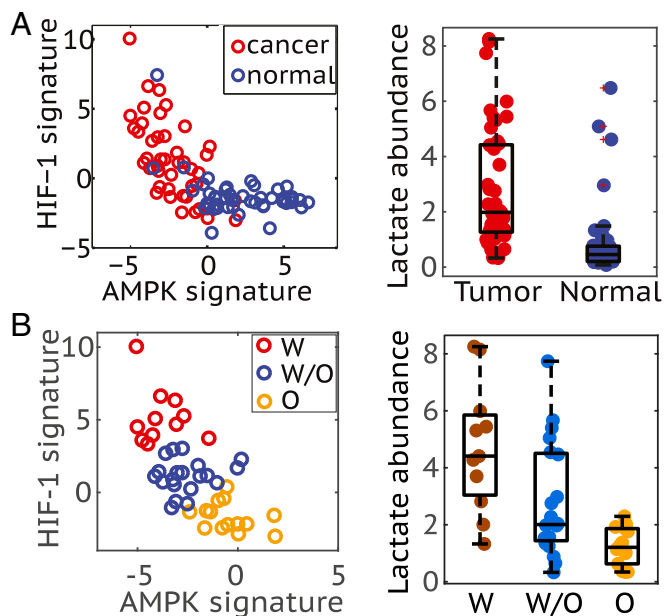 A
HIF−1 signature
10
5
0
−5
cancer
normal
−5
0
5
AMPK signature
Lactate abundance
8
6
4
2
0
Tumor
Normal
B
HIF-1 signature
10
5
0
W
W/O
O
-5
0
5
AMPK signature
Lactate abundance
8
6
4
2
0
W
W/O
O